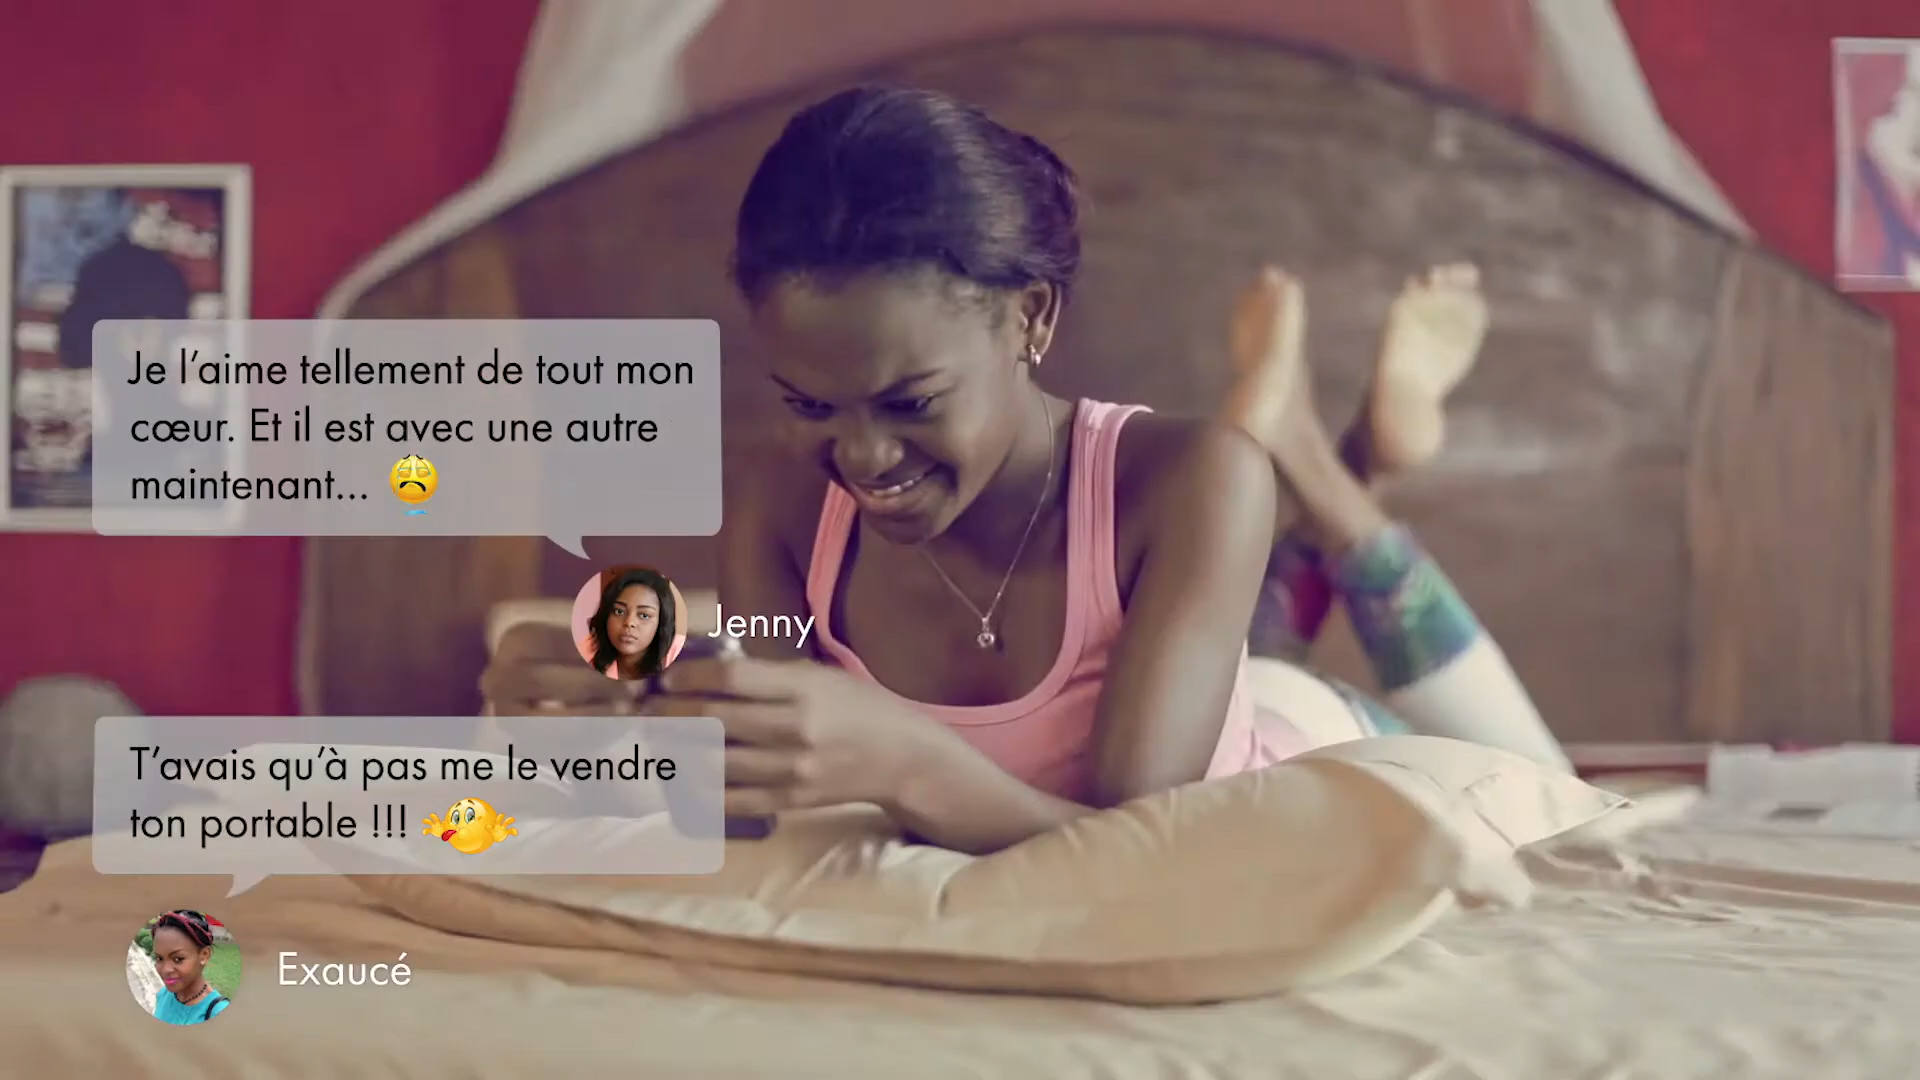 Je l’aime tellement de tout mon
cœur. Et il est avec une autre
maintenant...
Jenny
T’avais qu’à pas me le vendre
ton portable !!!
Exaucé